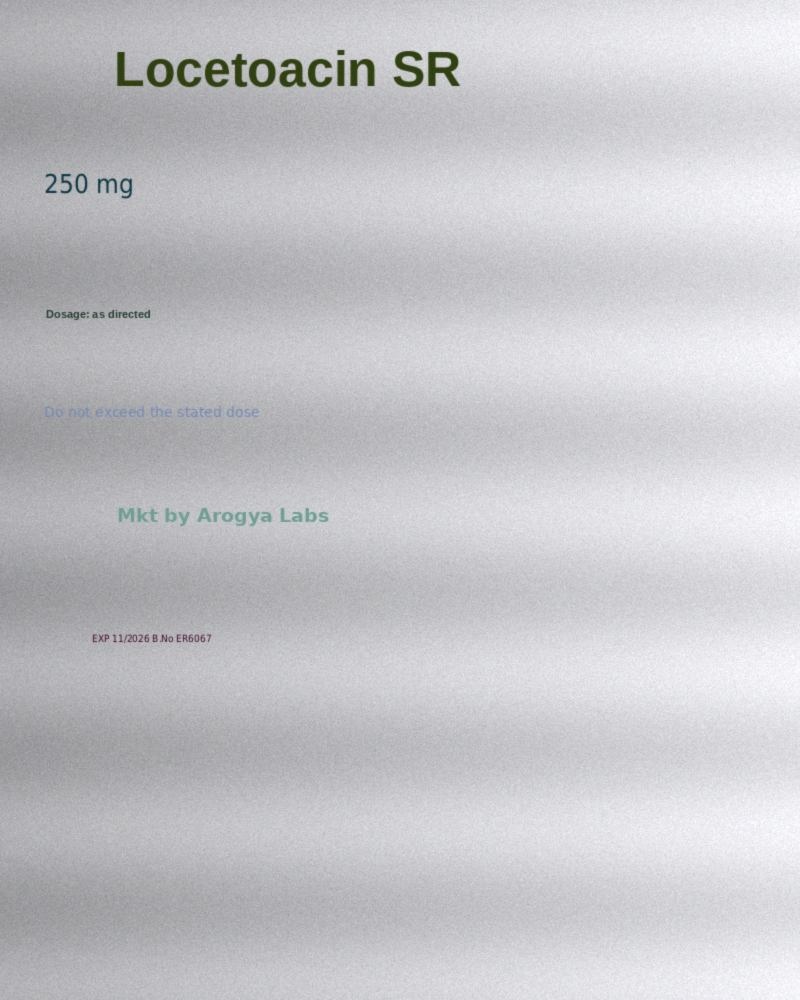 Locetoacin SR
250 mg
Dosage: as directed
Do not exceed the stated dose
Mkt by Arogya Labs
EXP 11/2026 B.No ER6067